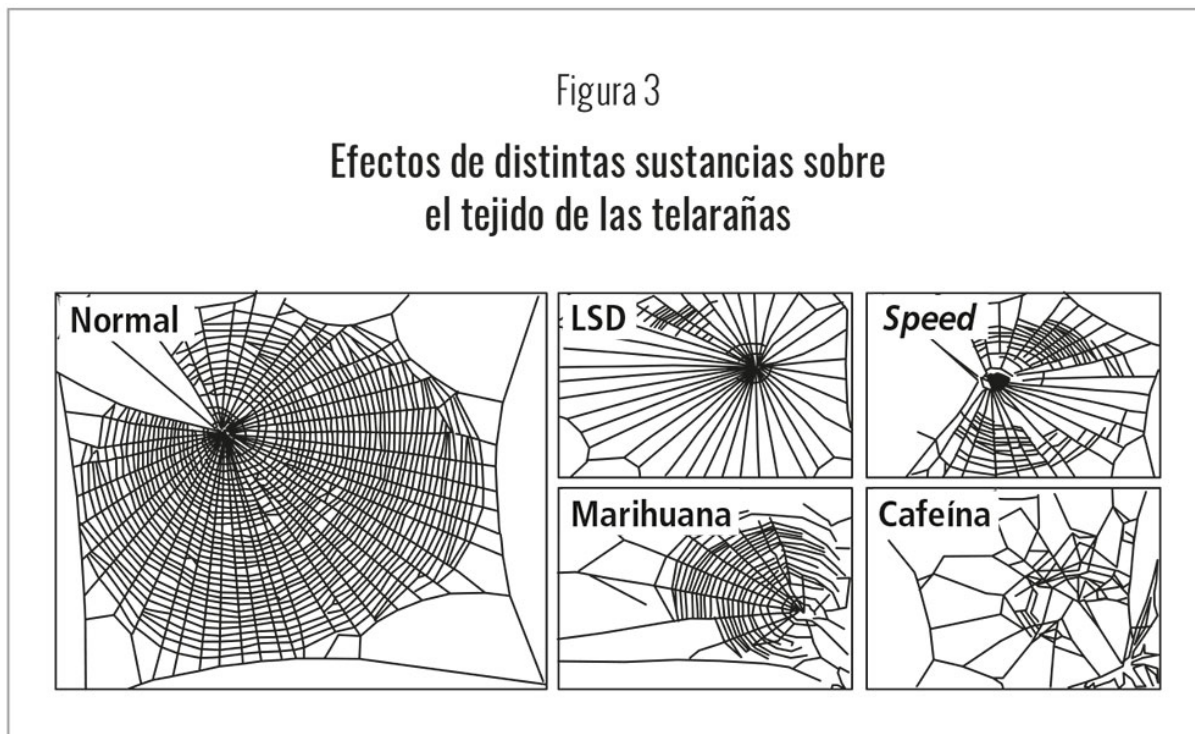 Figura 3
Efectos de distintas sustancias sobre
el tejido de las telarañas
Normal
LSD
Speed
Marihuana
Cafeína